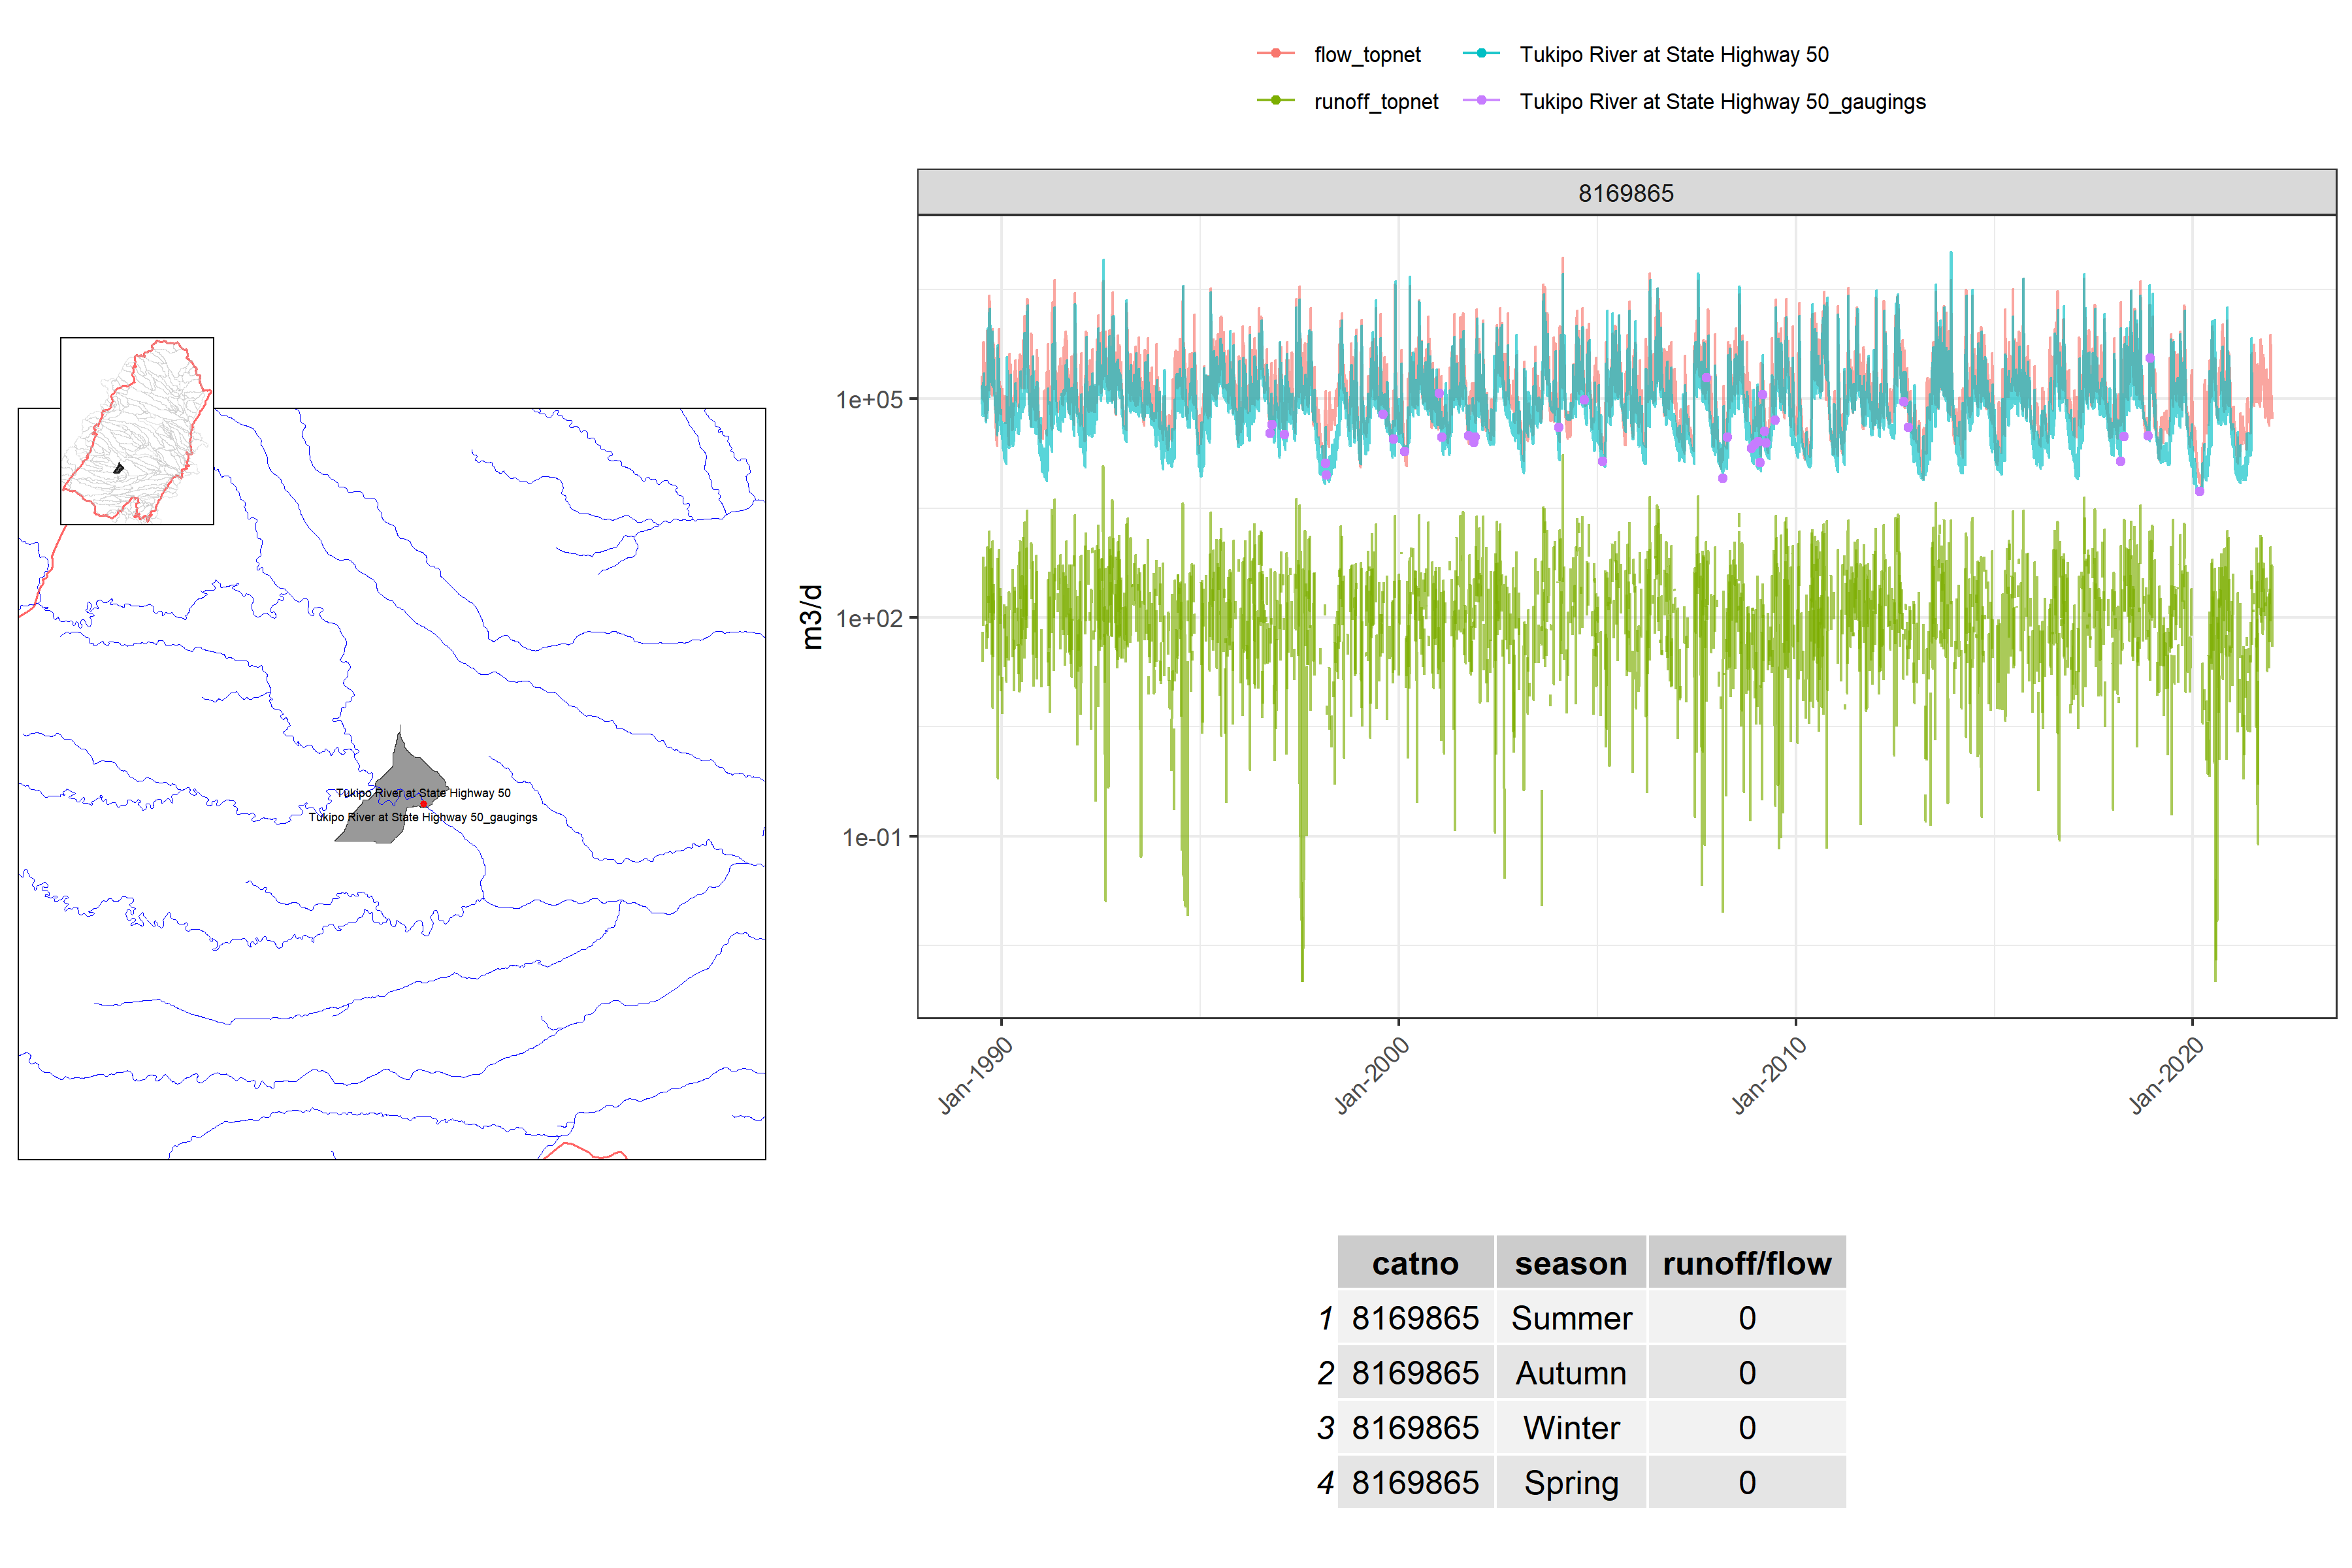 flow_topnet
Tukipo River at State Highway 50
runoff_topnet
Tukipo River at State Highway 50_gaugings
8169865
1e+05
1e+02
1e-01
m3/d
Jan-1990
Jan-2000
Jan-2010
Jan-2020
Tukipo River at State Highway 50
Tukipo River at State Highway 50_gaugings
catno season runoff/flow
1 8169865 Summer 0
2 8169865 Autumn 0
3 8169865 Winter 0
4 8169865 Spring 0